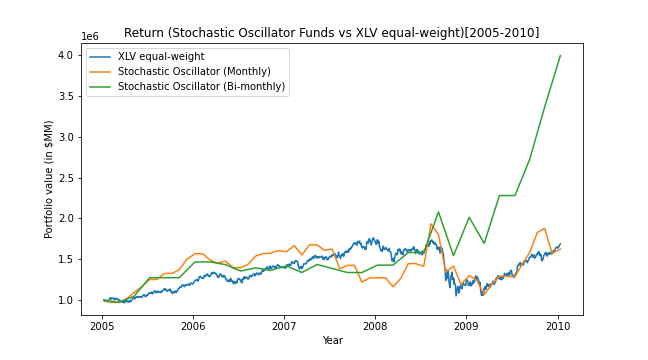 Return (Stochastic Oscillator Funds vs XLV equal-weight)[2005-2010]
1e6
XLV equal-weight
Stochastic Oscillator (Monthly)
Stochastic Oscillator (Bi-monthly)
4.0
3.5
3.0
2.5
2.0
1.5
1.0
Portfolio value (in $MM)
2005 2006 2007 2008 2009 2010
Year